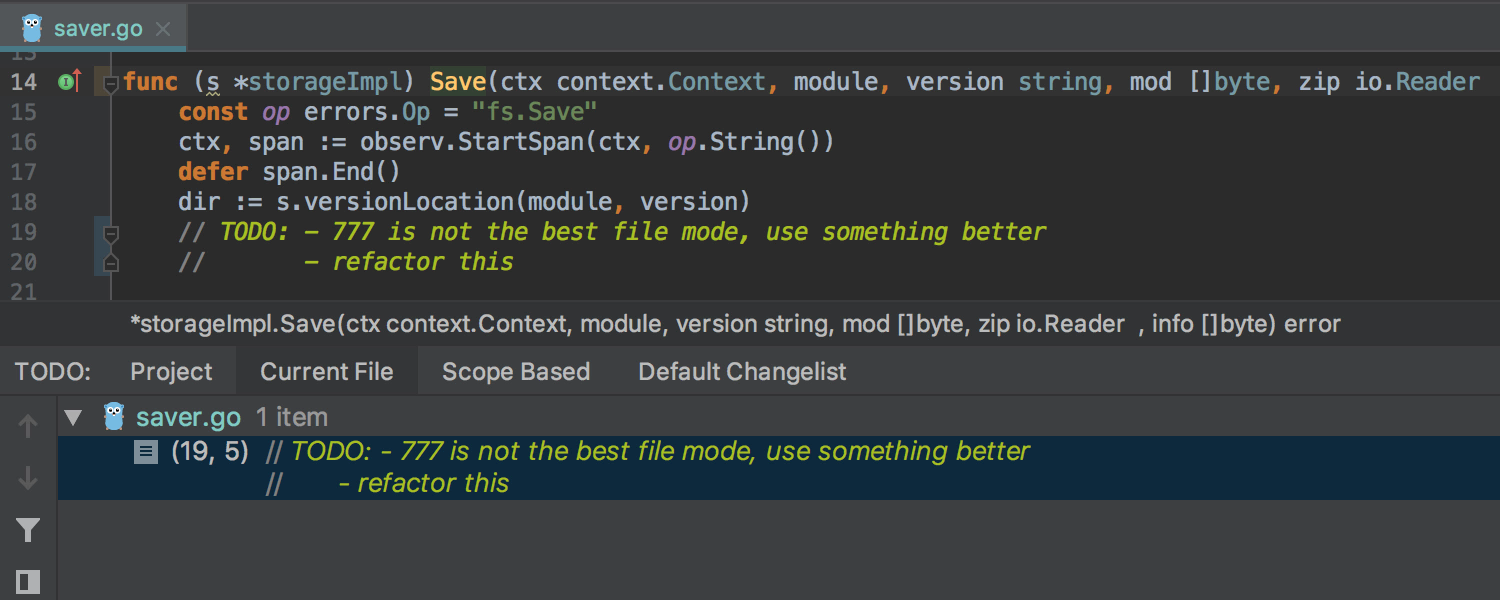 saver.go
13
14 func (s *storageImpl) Save(ctx context.Context, module, version string, mod []byte, zip io.Reader
15 const op errors.Op = "fs.Save"
16 ctx, span := observ.StartSpan(ctx, op.String())
17 defer span.End()
18 dir := s.versionLocation(module, version)
19 // TODO: - 777 is not the best file mode, use something better
20 // - refactor this
21
*storageImpl.Save(ctx context.Context, module, version string, mod []byte, zip io.Reader , info []byte) error
TODO: Project Current File Scope Based Default Changelist
saver.go 1 item
(19, 5) // TODO: - 777 is not the best file mode, use something better
// - refactor this